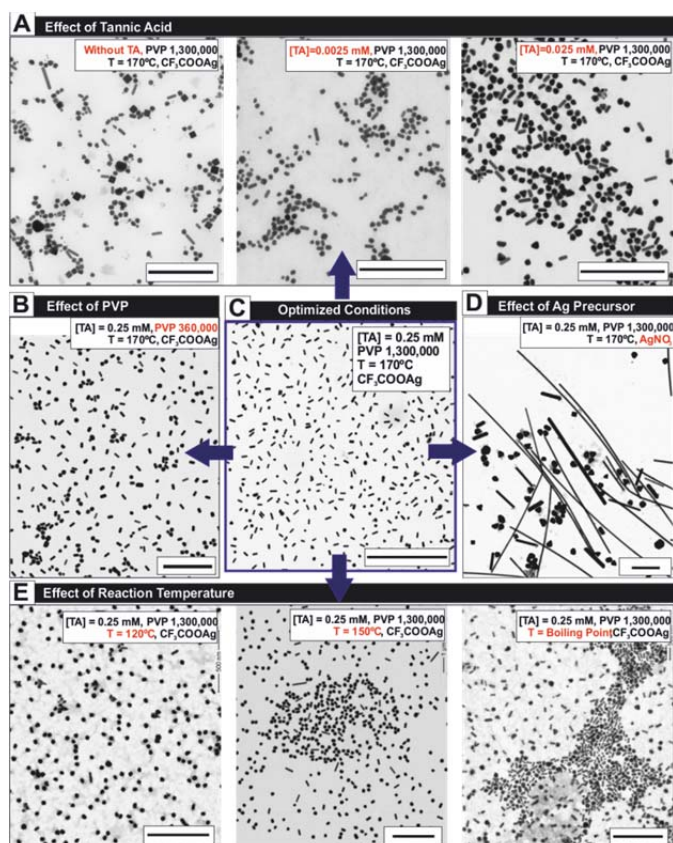 A Effect of Tannic Acid
Without TA, PVP 1,300,000
T = 170ºC, CF3COOAg
[TA]=0.0025 mM, PVP 1,300,000
T = 170ºC, CF3COOAg
[TA]=0.025 mM, PVP 1,300,000
T = 170ºC, CF3COOAg
B Effect of PVP
[TA] = 0.25 mM, PVP 360,000
T = 170ºC, CF3COOAg
C Optimized Conditions
[TA] = 0.25 mM
PVP 1,300,000
T = 170ºC
CF3COOAg
D Effect of Ag Precursor
[TA] = 0.25 mM, PVP 1,300,000
T = 170ºC, AgNO3
E Effect of Reaction Temperature
[TA] = 0.25 mM, PVP 1,300,000
T = 120ºC, CF3COOAg
500 nm
[TA] = 0.25 mM, PVP 1,300,000
T = 150ºC, CF3COOAg
[TA] = 0.25 mM, PVP 1,300,000
T = Boiling Point, CF3COOAg